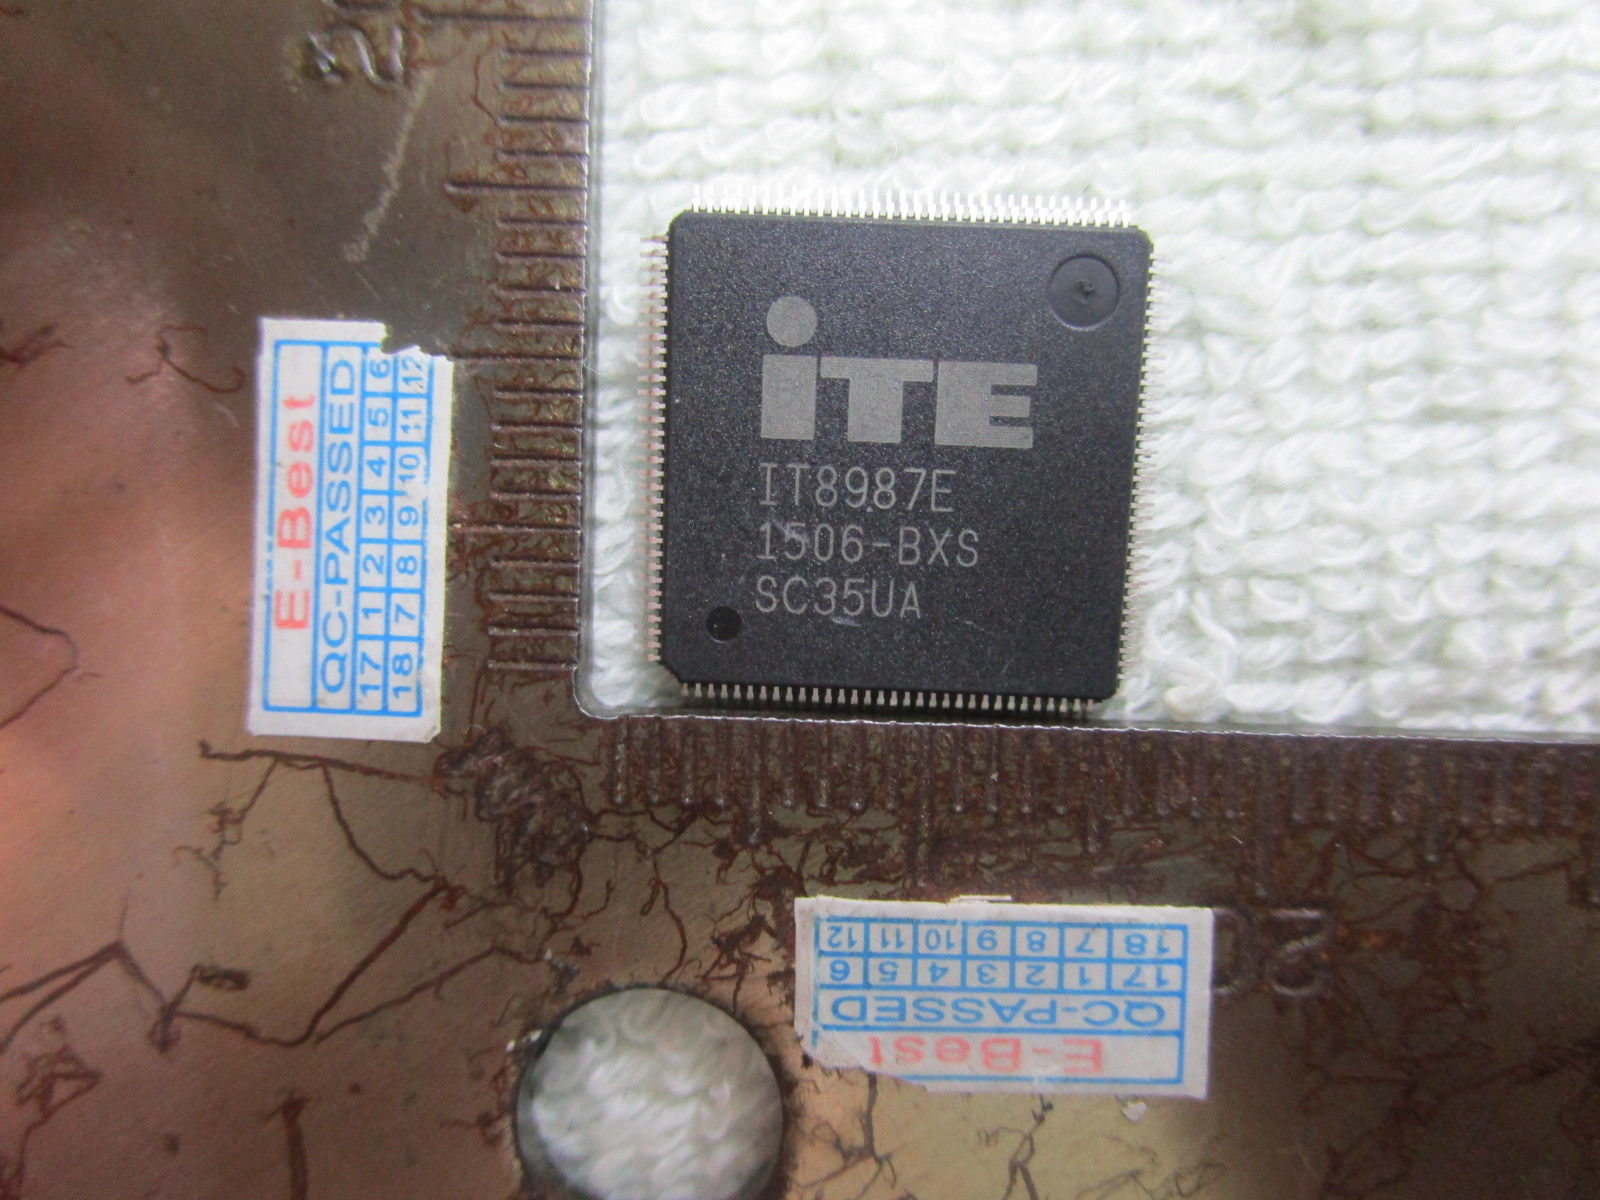 iTE
IT8987E
1506-BXS
SC35UA
E-Best
QC-PASSED
17 1 2 3 4 5 6
18 7 8 9 10 11 12
E-Best
QC-PASSED
17 1 2 3 4 5 6
18 7 8 9 10 11 12